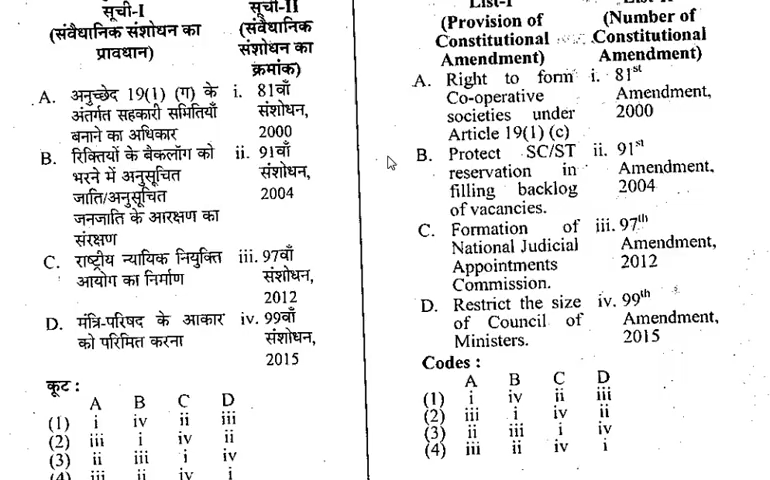 सूची-I सूची-II
(संवैधानिक संशोधन का (संवैधानिक
प्रावधान) संशोधन का
क्रमांक)
A. अनुच्छेद 19(1) (ग) के i. 81वाँ
अंतर्गत सहकारी समितियाँ संशोधन,
बनाने का अधिकार 2000
B. रिक्तियों के बैकलॉग को ii. 91वाँ
भरने में अनुसूचित संशोधन,
जाति/अनुसूचित 2004
जनजाति के आरक्षण का
संरक्षण
C. राष्ट्रीय न्यायिक नियुक्ति iii. 97वाँ
आयोग का निर्माण संशोधन,
2012
D. मंत्रि-परिषद के आकार iv. 99वाँ
को परिमित करना संशोधन,
2015
कूट :
A B C D
(1) i iv ii iii
(2) iii i iv ii
(3) ii iii i iv
(4) iii ii iv i
List-I
(Provision of (Number of
Constitutional Constitutional
Amendment) Amendment)
A. Right to form i. 81st
Co-operative Amendment,
societies under 2000
Article 19(1) (c)
B. Protect SC/ST ii. 91st
reservation in Amendment,
filling backlog 2004
of vacancies.
C. Formation of iii. 97th
National Judicial Amendment,
Appointments 2012
Commission.
D. Restrict the size iv. 99th
of Council of Amendment,
Ministers. 2015
Codes :
A B C D
(1) i iv ii iii
(2) iii i iv ii
(3) ii iii i iv
(4) iii ii iv i